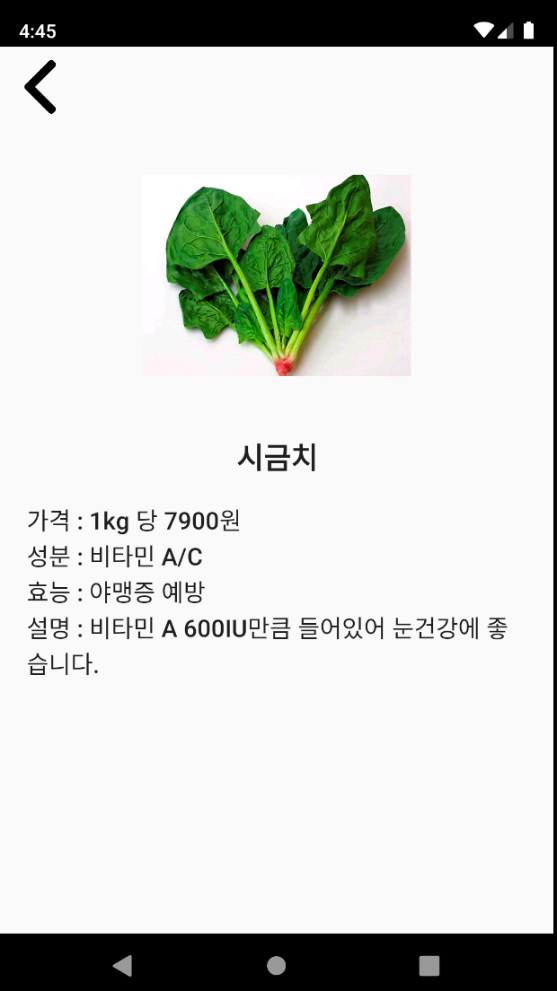 4:45
시금치
가격 : 1kg 당 7900원
성분 : 비타민 A/C
효능 : 야맹증 예방
설명 : 비타민 A 600IU만큼 들어있어 눈건강에 좋
습니다.